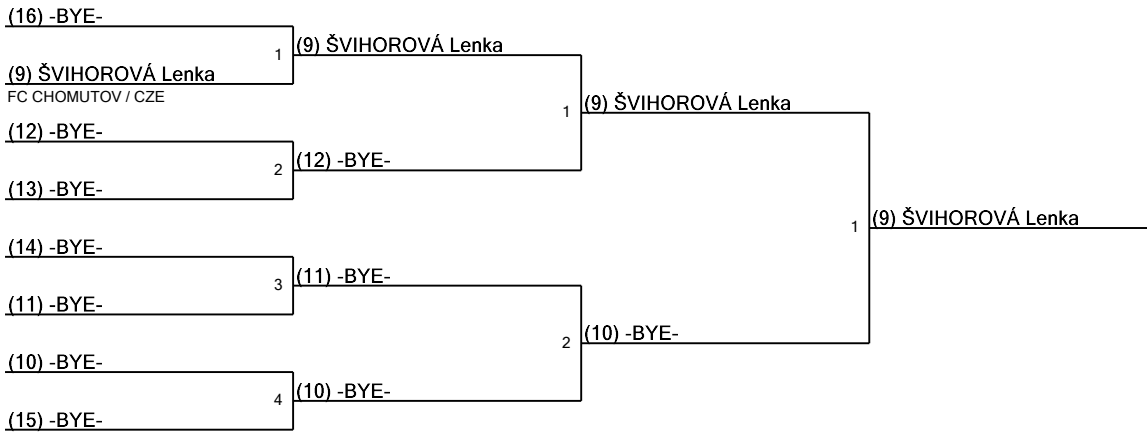 (16) -BYE-
1
(9) ŠVIHOROVÁ Lenka
(9) ŠVIHOROVÁ Lenka
FC CHOMUTOV / CZE
1
(9) ŠVIHOROVÁ Lenka
(12) -BYE-
2
(12) -BYE-
(13) -BYE-
1
(9) ŠVIHOROVÁ Lenka
(14) -BYE-
3
(11) -BYE-
(11) -BYE-
2
(10) -BYE-
(10) -BYE-
4
(10) -BYE-
(15) -BYE-